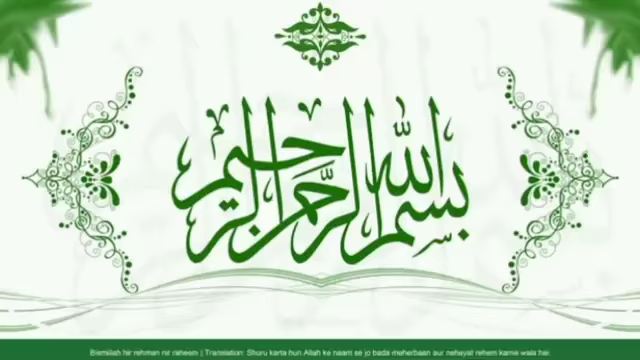 بسم الله الرحمن الرحيم
Bismillah hir rehman nir raheem | Translation: Shuru karta hun Allah ke naam se jo bada meherbaan aur nehayat rehem karne wala hai.